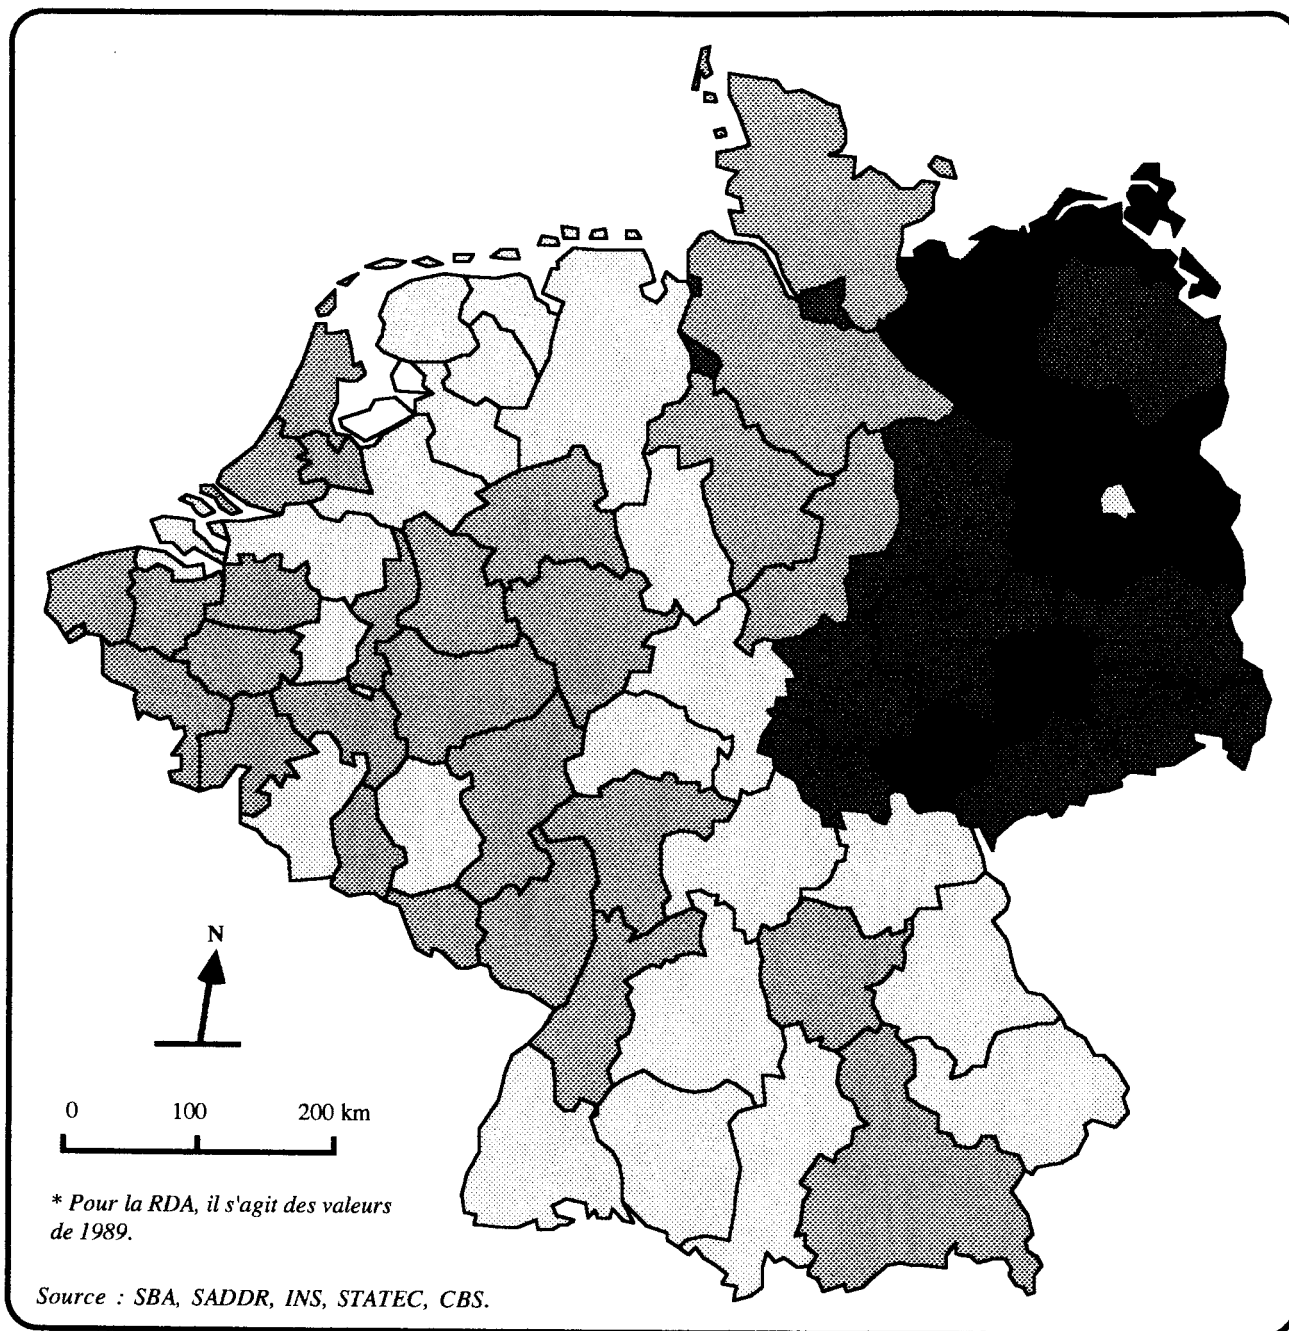 N
0 100 200 km
* Pour la RDA, il s'agit des valeurs
de 1989.
Source : SBA, SADDR, INS, STATEC, CBS.